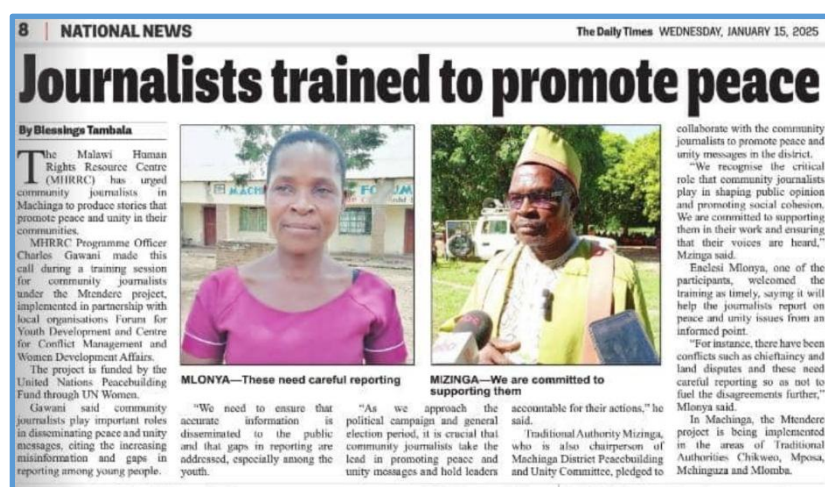 8 | NATIONAL NEWS
The Daily Times WEDNESDAY, JANUARY 15, 2025
Journalists trained to promote peace
By Blessings Tambala
The Malawi Human
Rights Resource Centre
(MHRRC) has urged
community journalists in
Machinga to produce stories that
promote peace and unity in their
communities.
MHRRC Programme Officer
Charles Gawani made this
call during a training session
for community journalists
under the Mtendere project,
implemented in partnership with
local organisations Forum for
Youth Development and Centre
for Conflict Management and
Women Development Affairs.
The project is funded by the
United Nations Peacebuilding
Fund through UN Women.
Gawani said community
journalists play important roles
in disseminating peace and unity
messages, citing the increasing
misinformation and gaps in
reporting among young people.
MLONYA—These need careful reporting
"We need to ensure that
accurate information is
disseminated to the public
and that gaps in reporting are
addressed, especially among the
youth.
MIZINGA—We are committed to
supporting them
"As we approach the
political campaign and general
election period, it is crucial that
community journalists take the
lead in promoting peace and
unity messages and hold leaders
accountable for their actions," he
said.
Traditional Authority Mizinga,
who is also chairperson of
Machinga District Peacebuilding
and Unity Committee, pledged to
collaborate with the community
journalists to promote peace and
unity messages in the district.
"We recognise the critical
role that community journalists
play in shaping public opinion
and promoting social cohesion.
We are committed to supporting
them in their work and ensuring
that their voices are heard,"
Mzinga said.
Enelesi Mlonya, one of the
participants, welcomed the
training as timely, saying it will
help the journalists report on
peace and unity issues from an
informed point.
"For instance, there have been
conflicts such as chieftaincy and
land disputes and these need
careful reporting so as not to
fuel the disagreements further,"
Mlonya said.
In Machinga, the Mtendere
project is being implemented
in the areas of Traditional
Authorities Chikweo, Mposa,
Mchinguza and Mlomba.